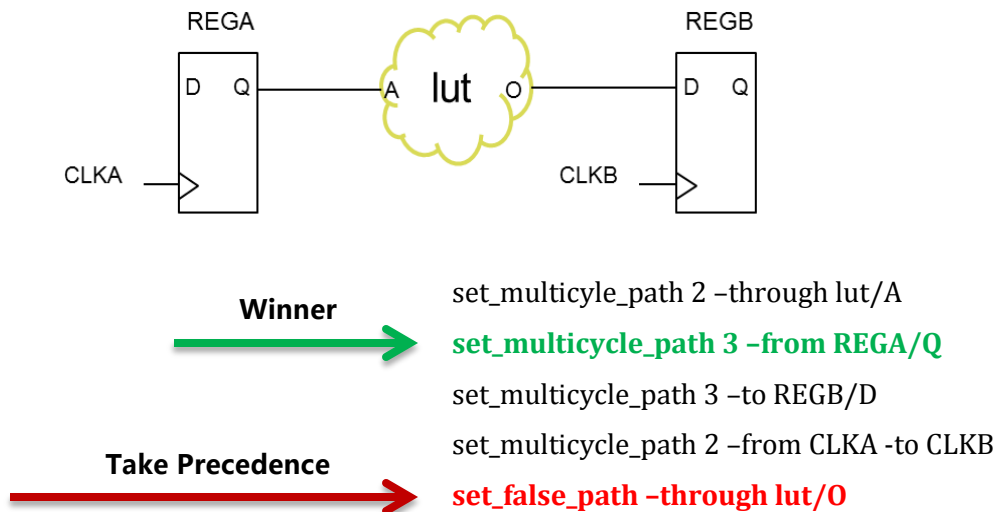 REGA
REGB
D Q
A lut O
D Q
CLKA
CLKB
Winner
set_multicyle_path 2 –through lut/A
set_multicycle_path 3 –from REGA/Q
set_multicycle_path 3 –to REGB/D
set_multicycle_path 2 –from CLKA -to CLKB
Take Precedence
set_false_path –through lut/O